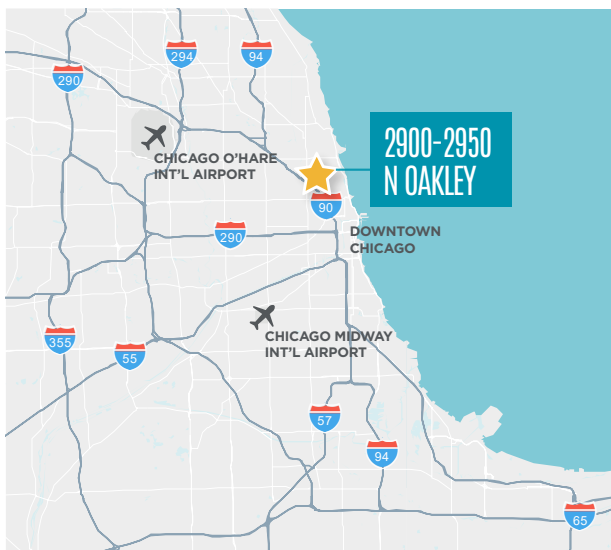 294
94
290
CHICAGO O'HARE
INT'L AIRPORT
2900-2950
N OAKLEY
90
290
DOWNTOWN
CHICAGO
CHICAGO MIDWAY
INT'L AIRPORT
355
55
57
94
65